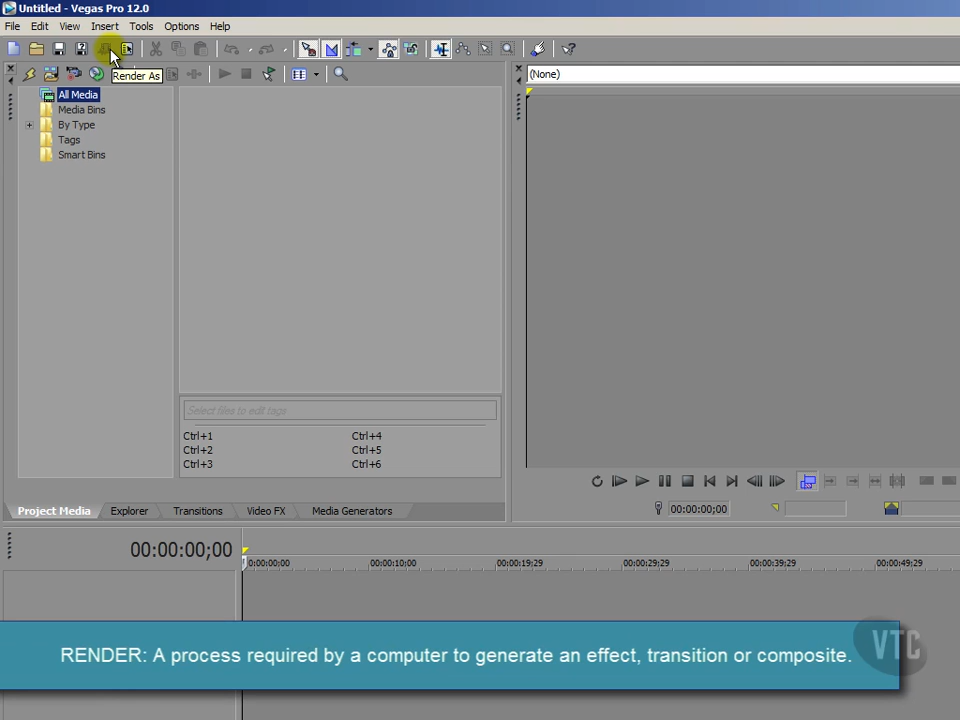 Untitled - Vegas Pro 12.0
File Edit View Insert Tools Options Help
Render As
(None)
All Media
Media Bins
By Type
Tags
Smart Bins
Select files to edit tags
Ctrl+1 Ctrl+4
Ctrl+2 Ctrl+5
Ctrl+3 Ctrl+6
00:00:00;00
Project Media Explorer Transitions Video FX Media Generators
00:00:00;00
0:00:00;00 00:00:10;00 00:00:19;29 00:00:29;29 00:00:39;29 00:00:49;29
RENDER: A process required by a computer to generate an effect, transition or composite.
VTC